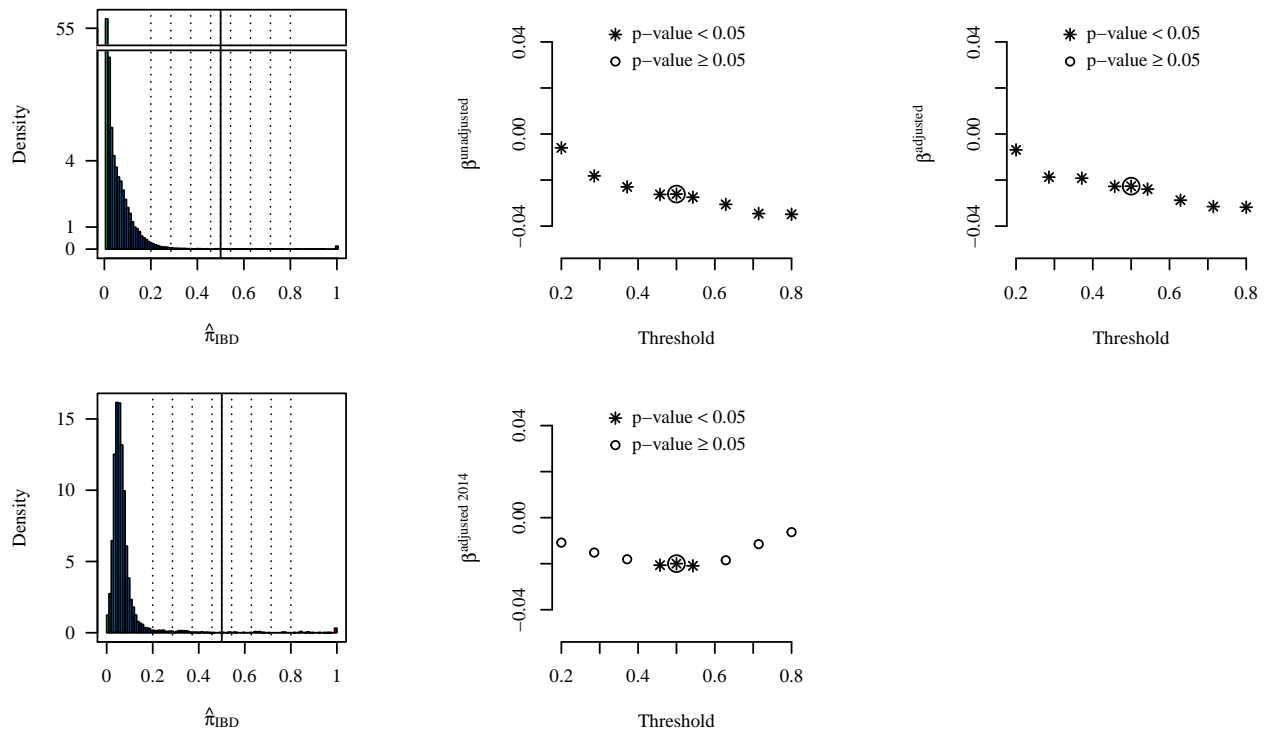 55
4
1
0
Density
0 0.2 0.4 0.6 0.8 1
π̂IBD
✳ p−value < 0.05
○ p−value ≥ 0.05
0.04
0.00
−0.04
βunadjusted
0.2 0.4 0.6 0.8
Threshold
✳ p−value < 0.05
○ p−value ≥ 0.05
0.04
0.00
−0.04
βadjusted
0.2 0.4 0.6 0.8
Threshold
15
10
5
0
Density
0 0.2 0.4 0.6 0.8 1
π̂IBD
✳ p−value < 0.05
○ p−value ≥ 0.05
0.04
0.00
−0.04
βadjusted 2014
0.2 0.4 0.6 0.8
Threshold